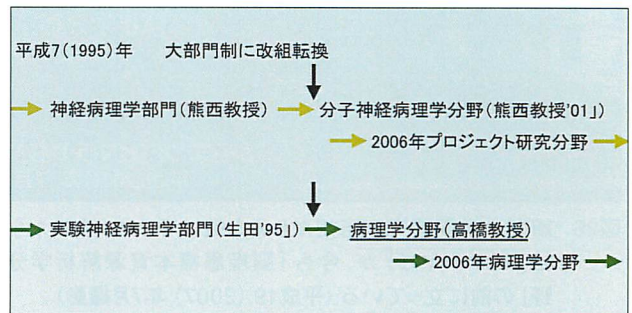 平成7(1995)年　大部門制に改組転換
神経病理学部門(熊西教授)　分子神経病理学分野(熊西教授'01」)
2006年プロジェクト研究分野
実験神経病理学部門(生田'95」)　病理学分野(高橋教授)
2006年病理学分野